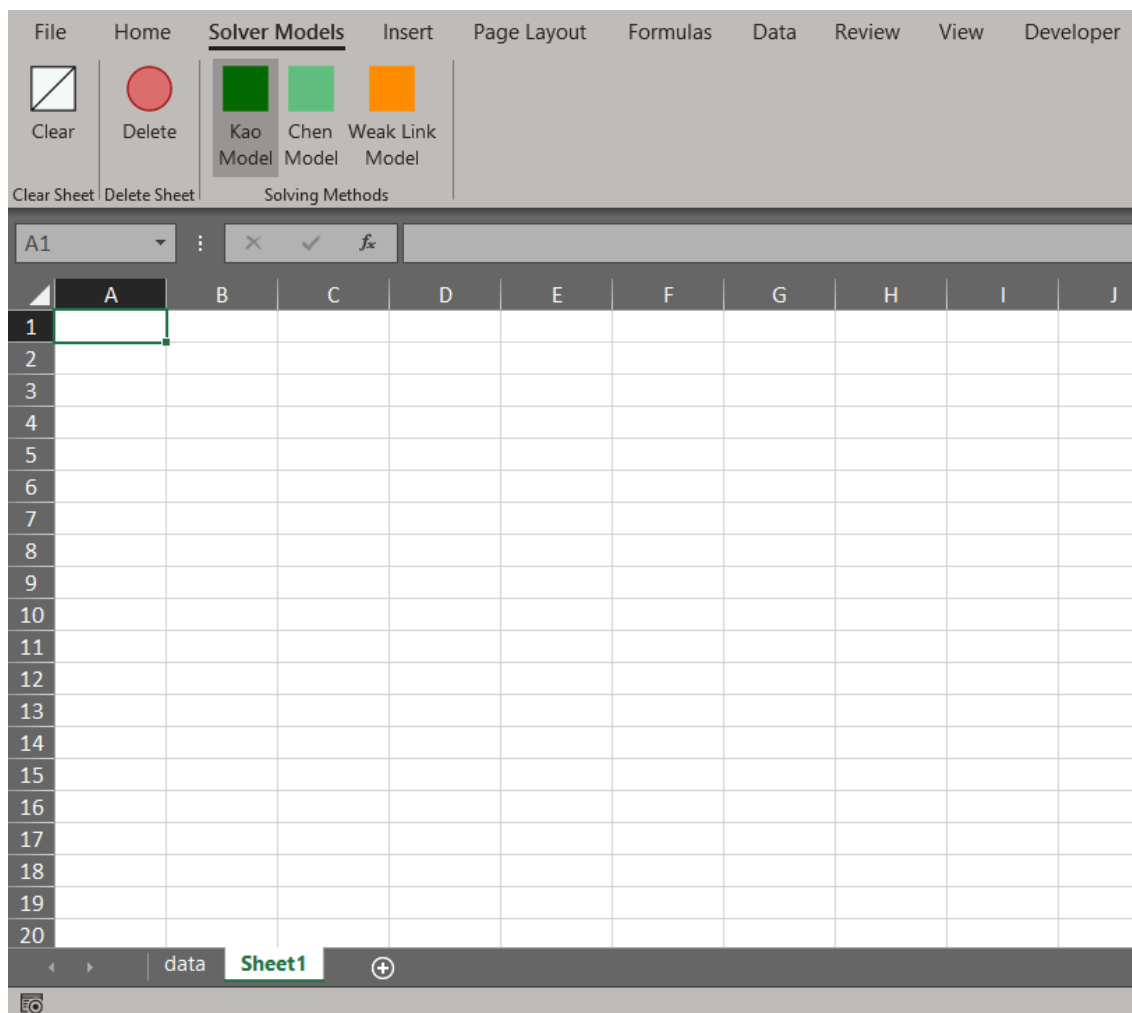 File Home Solver Models Insert Page Layout Formulas Data Review View Developer
Clear Delete Kao Chen Weak Link
Model Model Model
Clear Sheet Delete Sheet Solving Methods
A1 fx
A B C D E F G H I J
1
2
3
4
5
6
7
8
9
10
11
12
13
14
15
16
17
18
19
20
data Sheet1